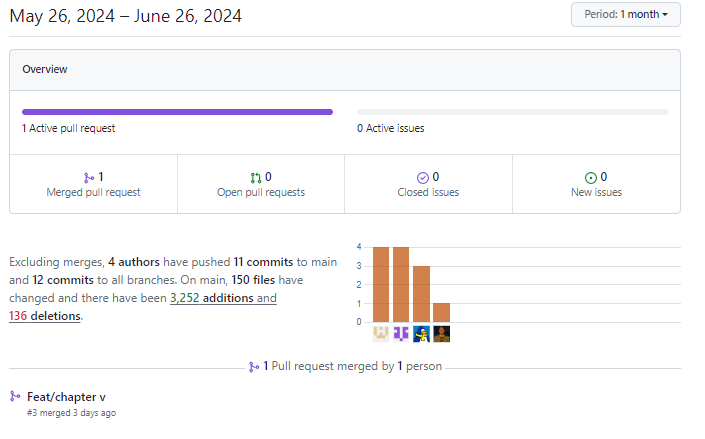 May 26, 2024 – June 26, 2024
Period: 1 month
Overview
1 Active pull request
0 Active issues
1
Merged pull request
0
Open pull requests
0
Closed issues
0
New issues
Excluding merges, 4 authors have pushed 11 commits to main
and 12 commits to all branches. On main, 150 files have
changed and there have been 3,252 additions and
136 deletions.
4
3
2
1
0
1 Pull request merged by 1 person
Feat/chapter v
#3 merged 3 days ago